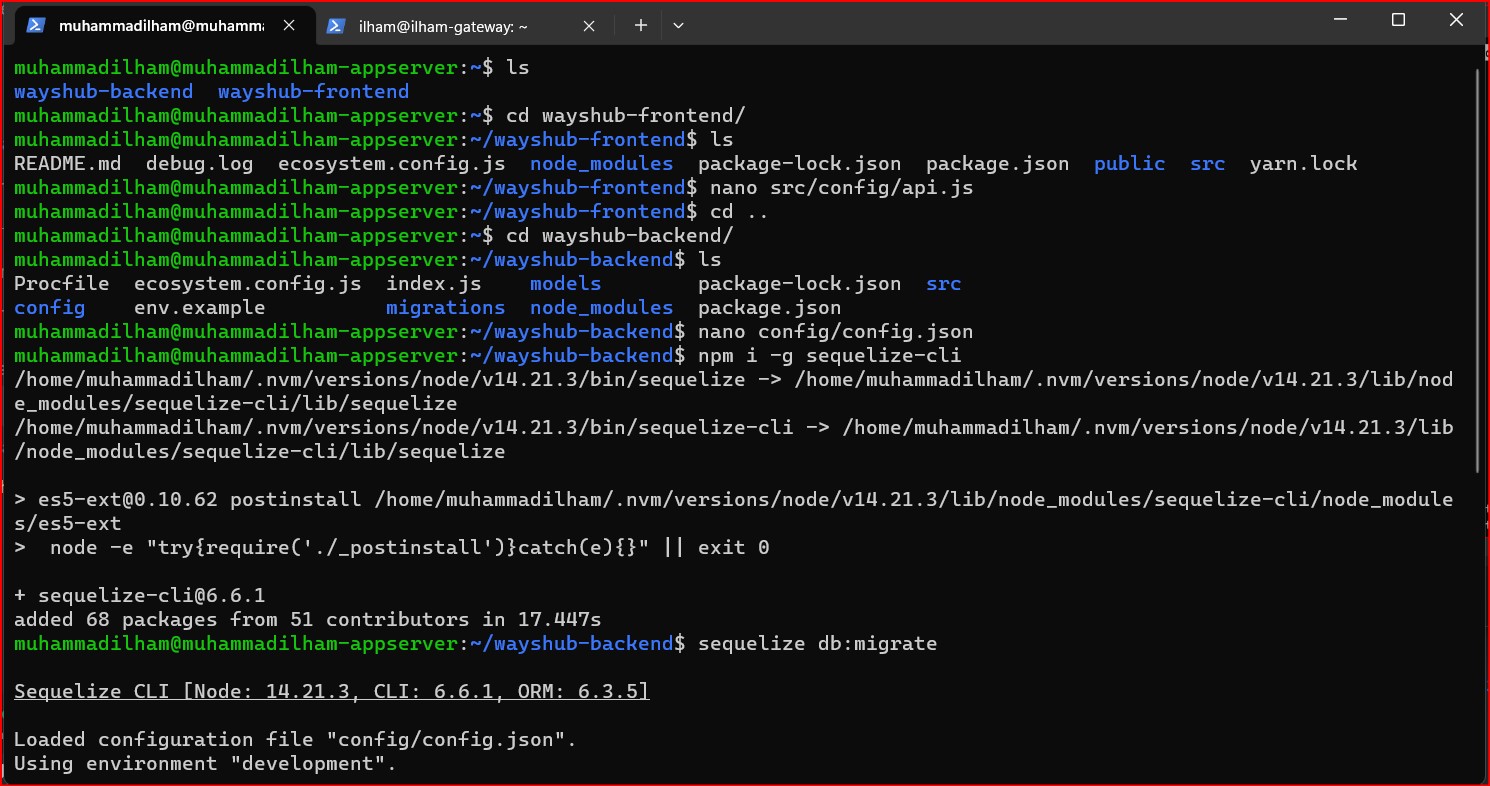 muhammadilham@muhamma ilham@ilham-gateway: ~
muhammadilham@muhammadilham-appserver:~$ ls
wayshub-backend  wayshub-frontend
muhammadilham@muhammadilham-appserver:~$ cd wayshub-frontend/
muhammadilham@muhammadilham-appserver:~/wayshub-frontend$ ls
README.md  debug.log  ecosystem.config.js  node_modules  package-lock.json  package.json  public  src  yarn.lock
muhammadilham@muhammadilham-appserver:~/wayshub-frontend$ nano src/config/api.js
muhammadilham@muhammadilham-appserver:~/wayshub-frontend$ cd ..
muhammadilham@muhammadilham-appserver:~$ cd wayshub-backend/
muhammadilham@muhammadilham-appserver:~/wayshub-backend$ ls
Procfile  ecosystem.config.js  index.js    models        package-lock.json  src
config    env.example          migrations  node_modules  package.json
muhammadilham@muhammadilham-appserver:~/wayshub-backend$ nano config/config.json
muhammadilham@muhammadilham-appserver:~/wayshub-backend$ npm i -g sequelize-cli
/home/muhammadilham/.nvm/versions/node/v14.21.3/bin/sequelize -> /home/muhammadilham/.nvm/versions/node/v14.21.3/lib/nod
e_modules/sequelize-cli/lib/sequelize
/home/muhammadilham/.nvm/versions/node/v14.21.3/bin/sequelize-cli -> /home/muhammadilham/.nvm/versions/node/v14.21.3/lib
/node_modules/sequelize-cli/lib/sequelize
> es5-ext@0.10.62 postinstall /home/muhammadilham/.nvm/versions/node/v14.21.3/lib/node_modules/sequelize-cli/node_module
s/es5-ext
>  node -e "try{require('./_postinstall')}catch(e){}" || exit 0
+ sequelize-cli@6.6.1
added 68 packages from 51 contributors in 17.447s
muhammadilham@muhammadilham-appserver:~/wayshub-backend$ sequelize db:migrate
Sequelize CLI [Node: 14.21.3, CLI: 6.6.1, ORM: 6.3.5]
Loaded configuration file "config/config.json".
Using environment "development".